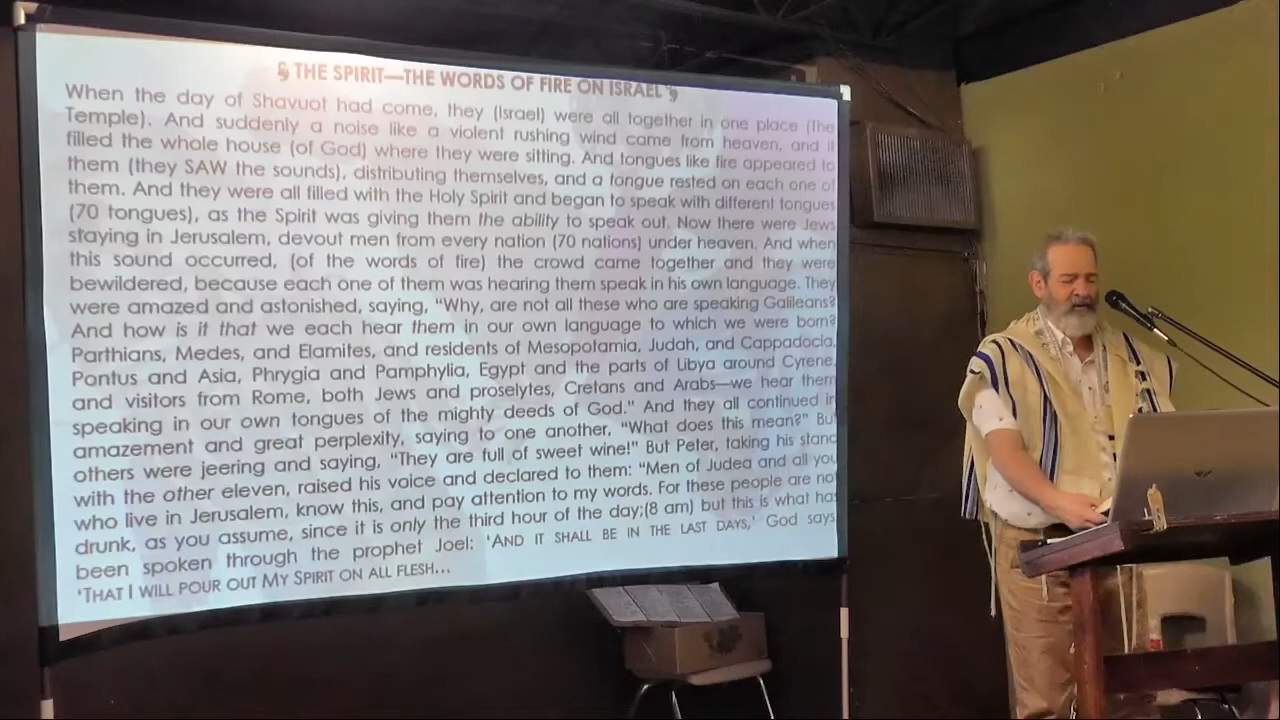 THE SPIRIT—THE WORDS OF FIRE ON ISRAEL
When the day of Shavuot had come, they (Israel) were all together in one place (The
Temple). And suddenly a noise like a violent rushing wind came from heaven, and it
filled the whole house (of God) where they were sitting. And tongues like fire appeared to
them (they SAW the sounds), distributing themselves, and a tongue rested on each one of
them. And they were all filled with the Holy Spirit and began to speak with different tongues
(70 tongues), as the Spirit was giving them the ability to speak out. Now there were Jews
staying in Jerusalem, devout men from every nation (70 nations) under heaven. And when
this sound occurred, (of the words of fire) the crowd came together and they were
bewildered, because each one of them was hearing them speak in his own language. They
were amazed and astonished, saying, “Why, are not all these who are speaking Galileans?
And how is it that we each hear them in our own language to which we were born?
Parthians, Medes, and Elamites, and residents of Mesopotamia, Judah, and Cappadocia,
Pontus and Asia, Phrygia and Pamphylia, Egypt and the parts of Libya around Cyrene,
and visitors from Rome, both Jews and proselytes, Cretans and Arabs—we hear them
speaking in our own tongues of the mighty deeds of God.” And they all continued in
amazement and great perplexity, saying to one another, “What does this mean?” Bu
others were jeering and saying, “They are full of sweet wine!” But Peter, taking his stand
with the other eleven, raised his voice and declared to them: “Men of Judea and all you
who live in Jerusalem, know this, and pay attention to my words. For these people are no
drunk, as you assume, since it is only the third hour of the day;(8 am) but this is what has
been spoken through the prophet Joel: ‘AND IT SHALL BE IN THE LAST DAYS,’ God says,
‘THAT I WILL POUR OUT MY SPIRIT ON ALL FLESH…